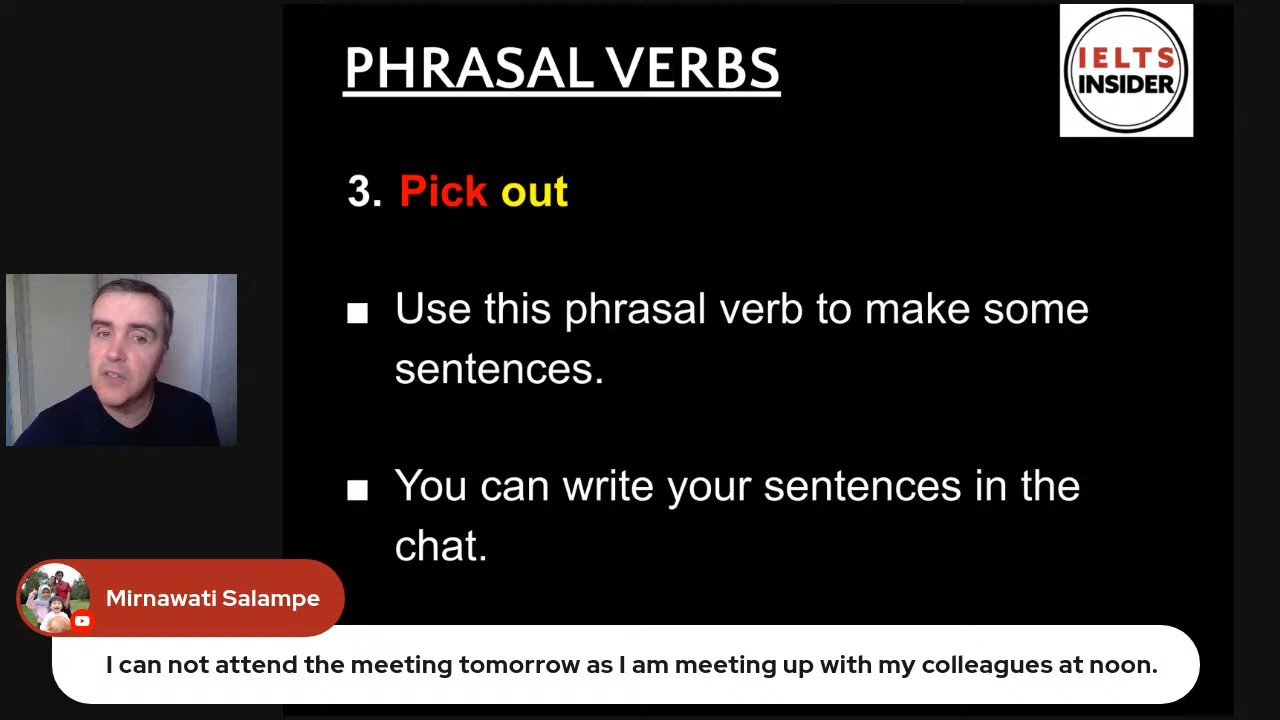 PHRASAL VERBS
IELTS
INSIDER
3. Pick out
■ Use this phrasal verb to make some
sentences.
■ You can write your sentences in the
chat.
Mirnawati Salampe
I can not attend the meeting tomorrow as I am meeting up with my colleagues at noon.